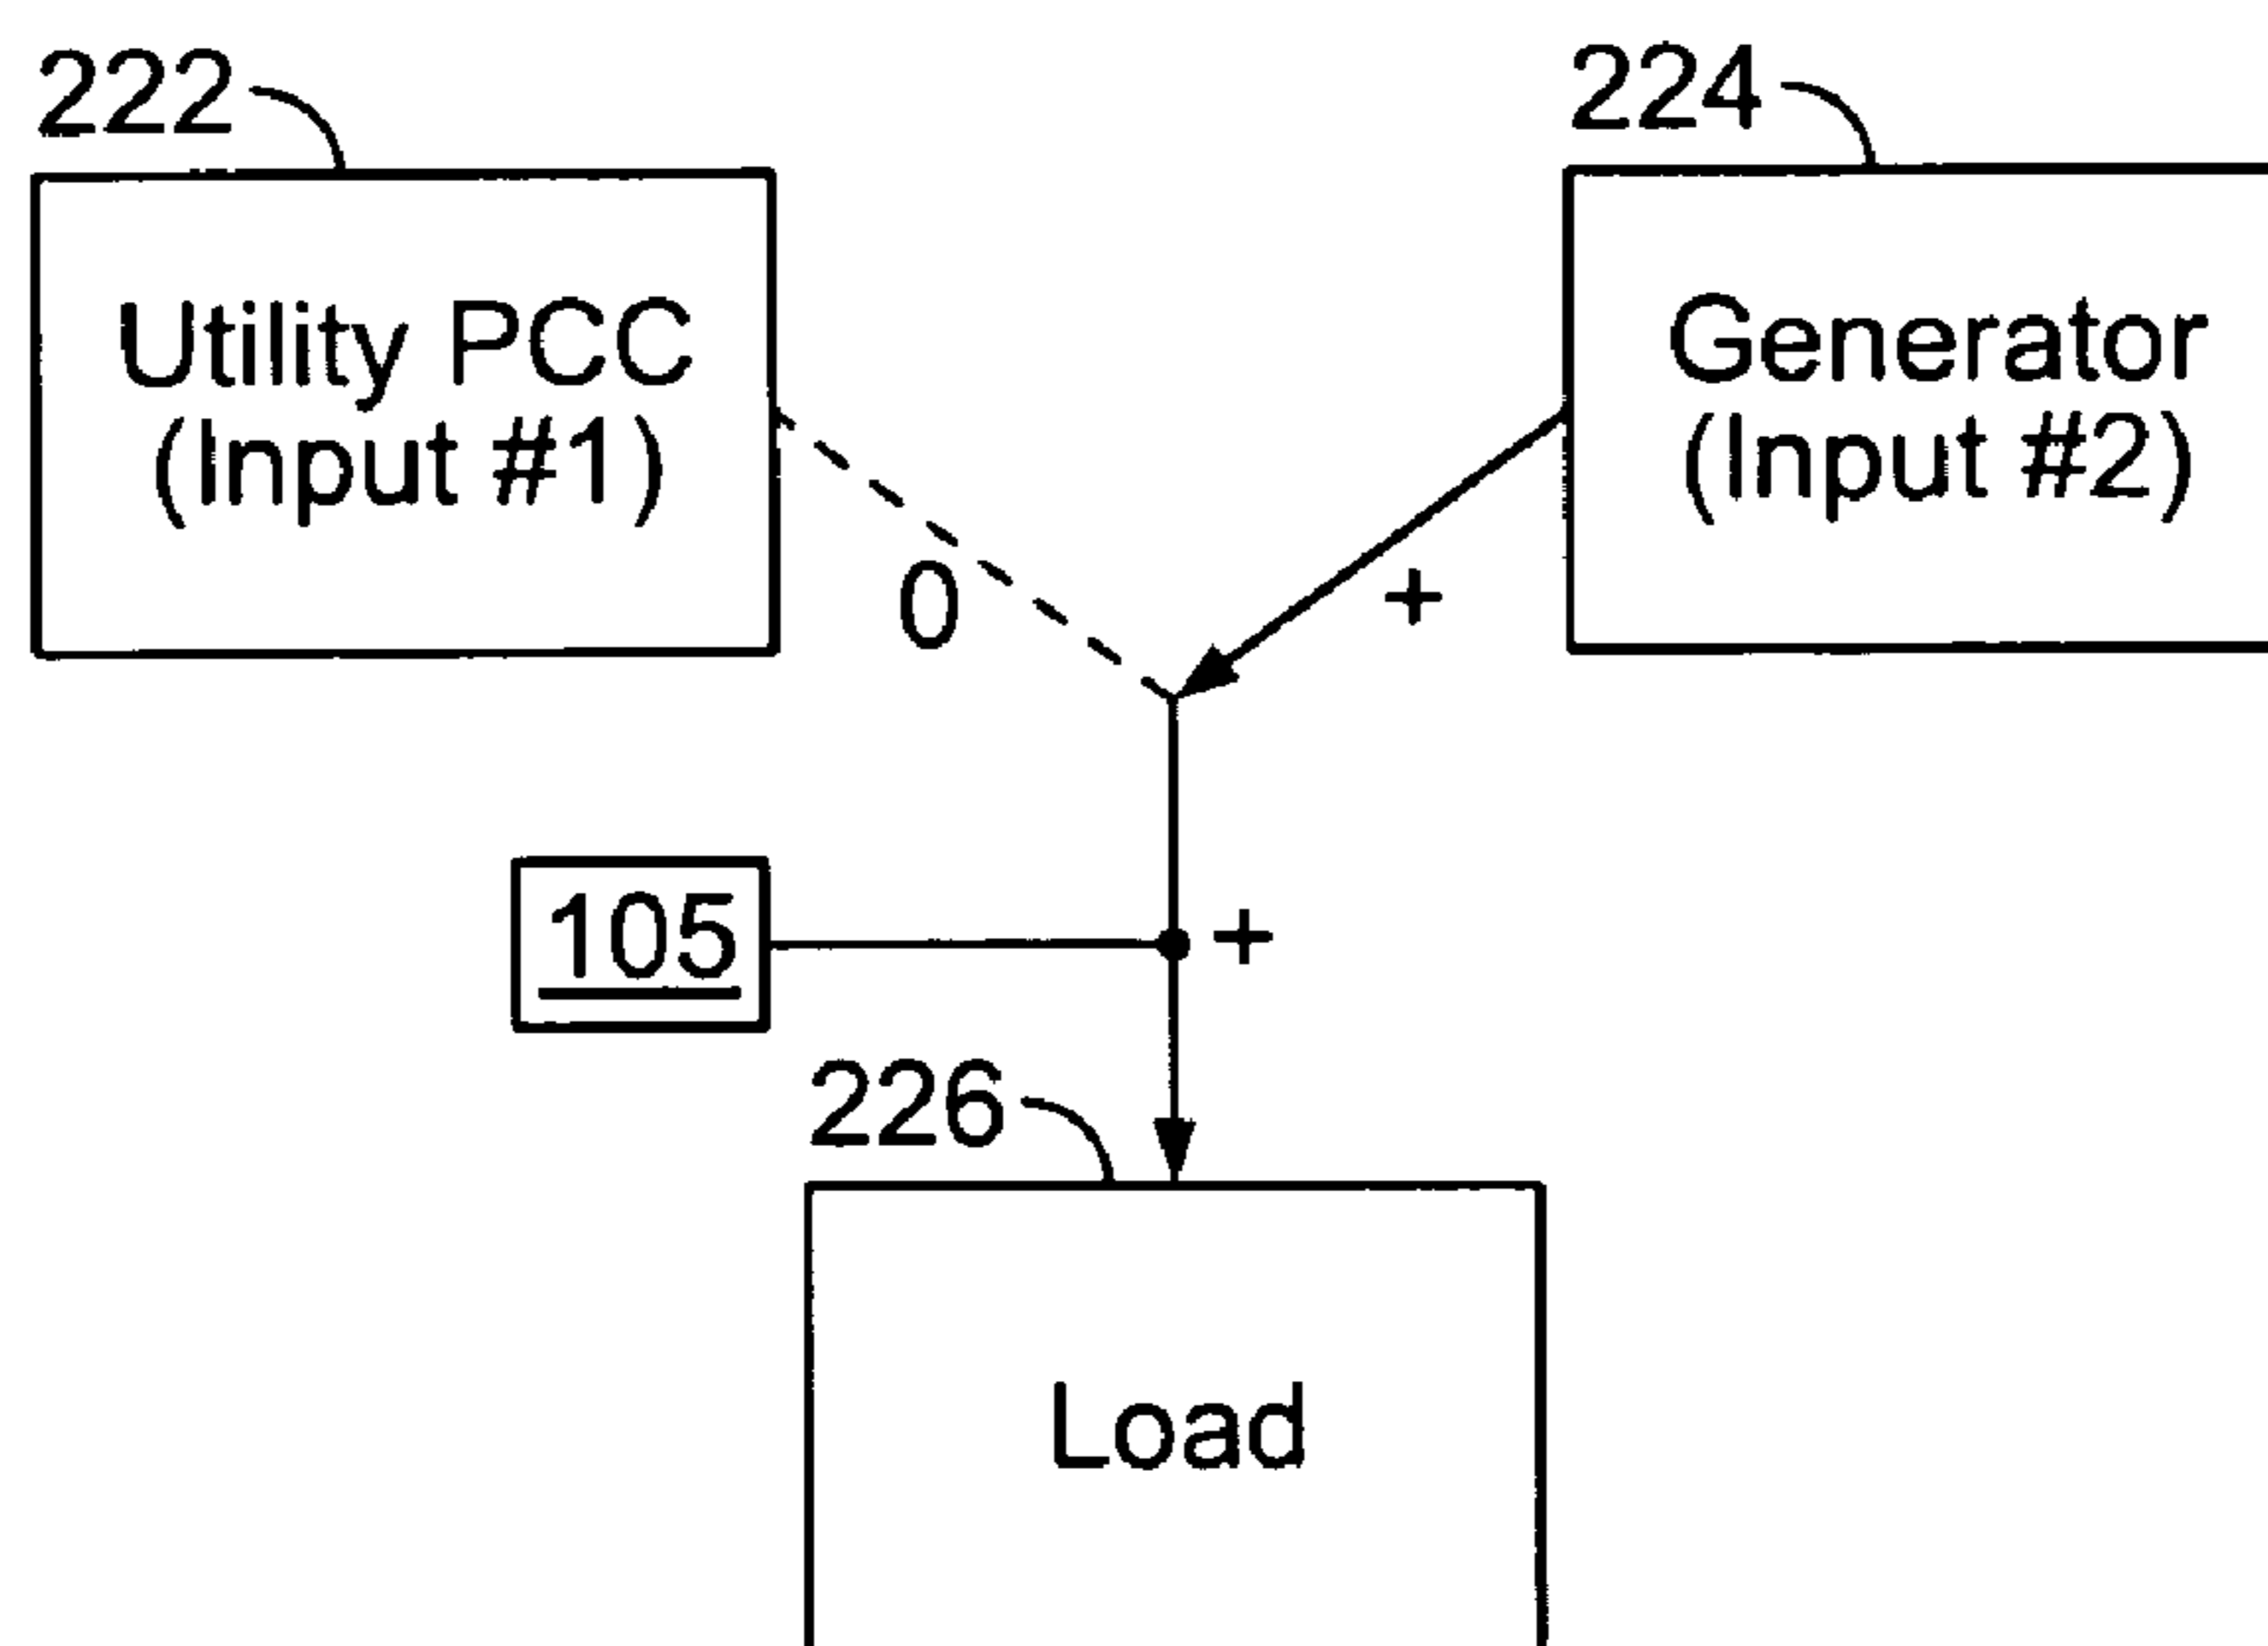 222
224
Utility PCC
(Input #1)
Generator
(Input #2)
0
+
105
+
226
Load